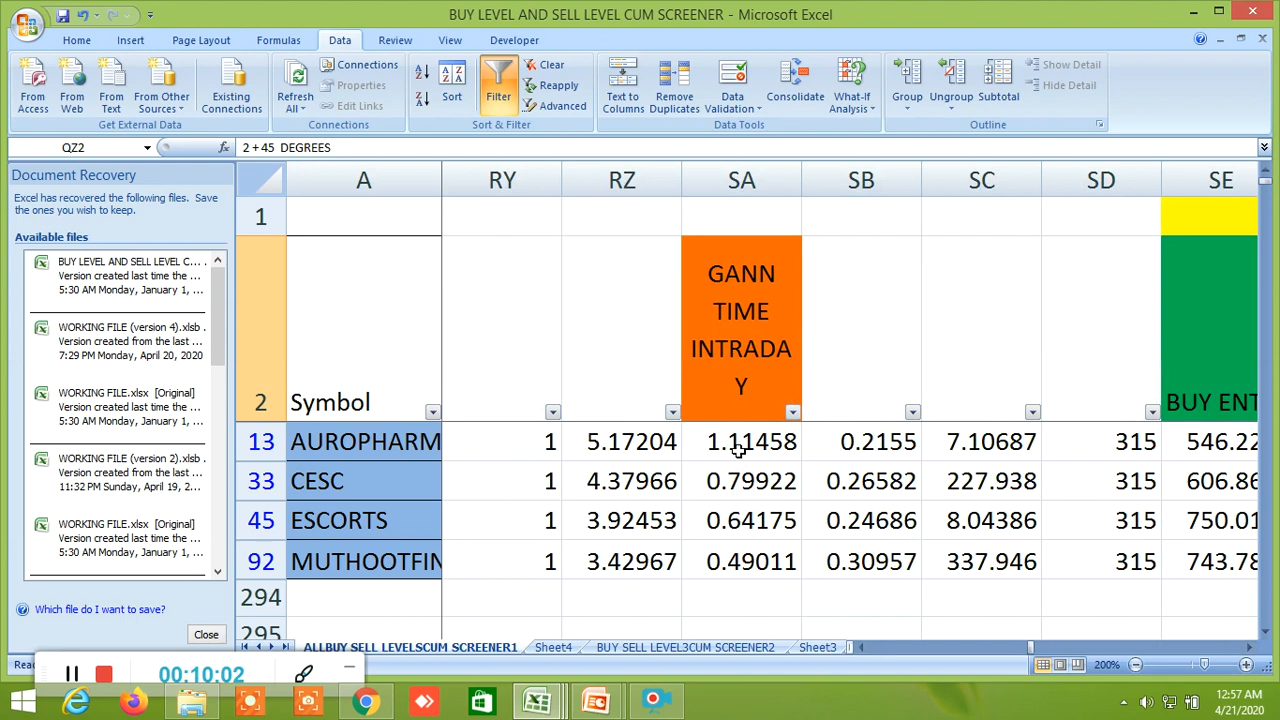 BUY LEVEL AND SELL LEVEL CUM SCREENER - Microsoft Excel
Home Insert Page Layout Formulas Data Review View Developer
From Access
From Web
From Text
From Other Sources
Existing Connections
Get External Data
Refresh All
Connections
Properties
Edit Links
Connections
Sort
Filter
Clear
Reapply
Advanced
Sort & Filter
Text to Columns
Remove Duplicates
Data Validation
Consolidate
What-If Analysis
Data Tools
Group
Ungroup
Subtotal
Show Detail
Hide Detail
Outline
QZ2 fx 2 + 45 DEGREES
Document Recovery
Excel has recovered the following files. Save
the ones you wish to keep.
Available files
BUY LEVEL AND SELL LEVEL C...
Version created last time the ...
5:30 AM Monday, January 1, ...
WORKING FILE (version 4).xlsb ...
Version created from the last ...
7:29 PM Monday, April 20, 2020
WORKING FILE.xlsx [Original]
Version created from the last ...
5:30 AM Monday, January 1, ...
WORKING FILE (version 2).xlsb ...
Version created from the last ...
11:32 PM Sunday, April 19, 2...
WORKING FILE.xlsx [Original]
Version created from the last ...
5:30 AM Monday, January 1, ...
Which file do I want to save?
Close
A RY RZ SA SB SC SD SE
1
GANN
TIME
INTRADA
Y
2 Symbol BUY ENT
13 AUROPHARM 1 5.17204 1.11458 0.2155 7.10687 315 546.22
33 CESC 1 4.37966 0.79922 0.26582 227.938 315 606.86
45 ESCORTS 1 3.92453 0.64175 0.24686 8.04386 315 750.01
92 MUTHOOTFIN 1 3.42967 0.49011 0.30957 337.946 315 743.78
294
295
ALLBUY SELL LEVELSCUM SCREENER1 Sheet4 BUY SELL LEVEL3CUM SCREENER2 Sheet3
Rea
200%
00:10:02
12:57 AM
4/21/2020